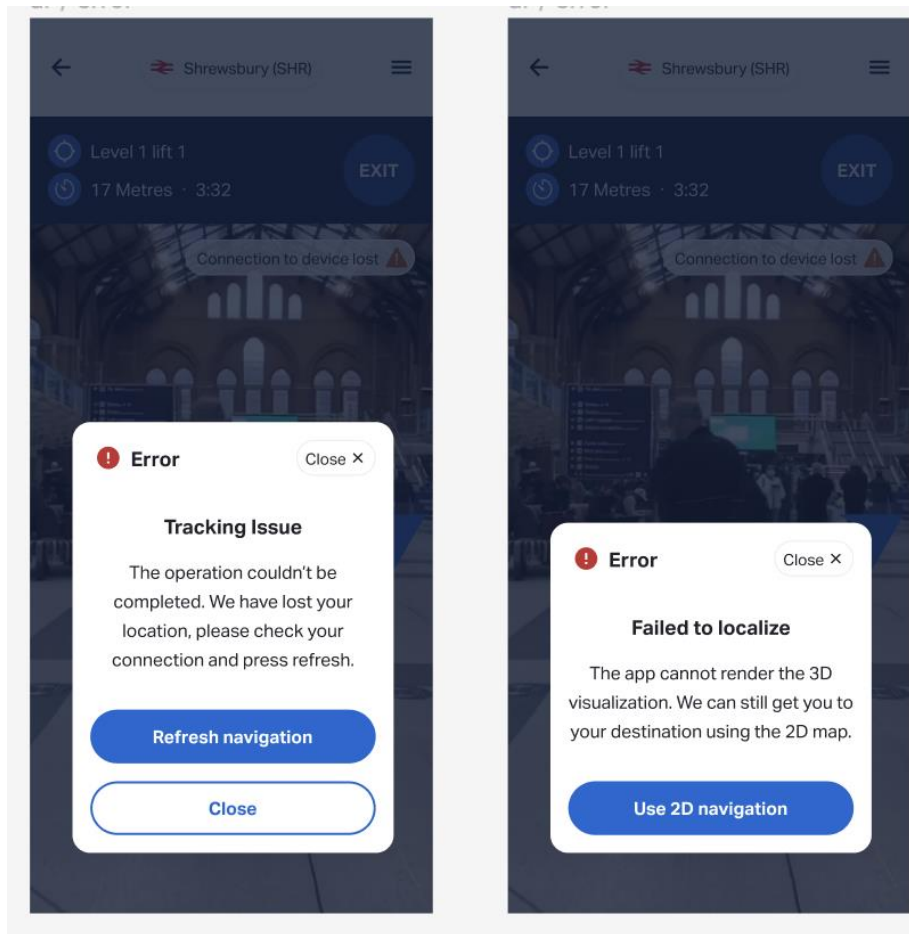 Shrewsbury (SHR)
Level 1 lift 1
17 Metres · 3:32
EXIT
Connection to device lost
Error
Close ×
Tracking Issue
The operation couldn't be
completed. We have lost your
location, please check your
connection and press refresh.
Refresh navigation
Close
Shrewsbury (SHR)
Level 1 lift 1
17 Metres · 3:32
EXIT
Connection to device lost
Error
Close ×
Failed to localize
The app cannot render the 3D
visualization. We can still get you to
your destination using the 2D map.
Use 2D navigation